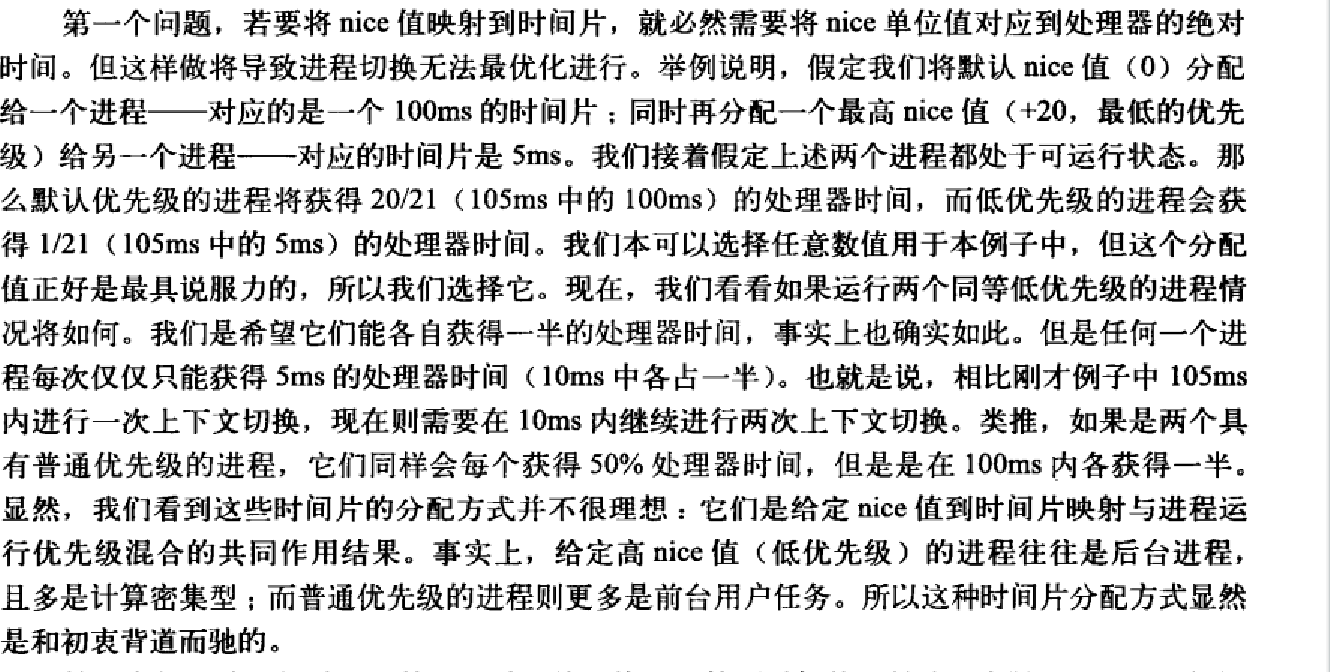 第一个问题，若要将 nice 值映射到时间片，就必然需要将 nice 单位值对应到处理器的绝对
时间。但这样做将导致进程切换无法最优化进行。举例说明，假定我们将默认 nice 值（0）分配
给一个进程——对应的是一个 100ms 的时间片；同时再分配一个最高 nice 值（+20，最低的优先
级）给另一个进程——对应的时间片是 5ms。我们接着假定上述两个进程都处于可运行状态。那
么默认优先级的进程将获得 20/21（105ms 中的 100ms）的处理器时间，而低优先级的进程会获
得 1/21（105ms 中的 5ms）的处理器时间。我们本可以选择任意数值用于本例子中，但这个分配
值正好是最具说服力的，所以我们选择它。现在，我们看看如果运行两个同等低优先级的进程情
况将如何。我们是希望它们能各自获得一半的处理器时间，事实上也确实如此。但是任何一个进
程每次仅仅只能获得 5ms 的处理器时间（10ms 中各占一半）。也就是说，相比刚才例子中 105ms
内进行一次上下文切换，现在则需要在 10ms 内继续进行两次上下文切换。类推，如果是两个具
有普通优先级的进程，它们同样会每个获得 50% 处理器时间，但是是在 100ms 内各获得一半。
显然，我们看到这些时间片的分配方式并不很理想：它们是给定 nice 值到时间片映射与进程运
行优先级混合的共同作用结果。事实上，给定高 nice 值（低优先级）的进程往往是后台进程，
且多是计算密集型；而普通优先级的进程则更多是前台用户任务。所以这种时间片分配方式显然
是和初衷背道而驰的。